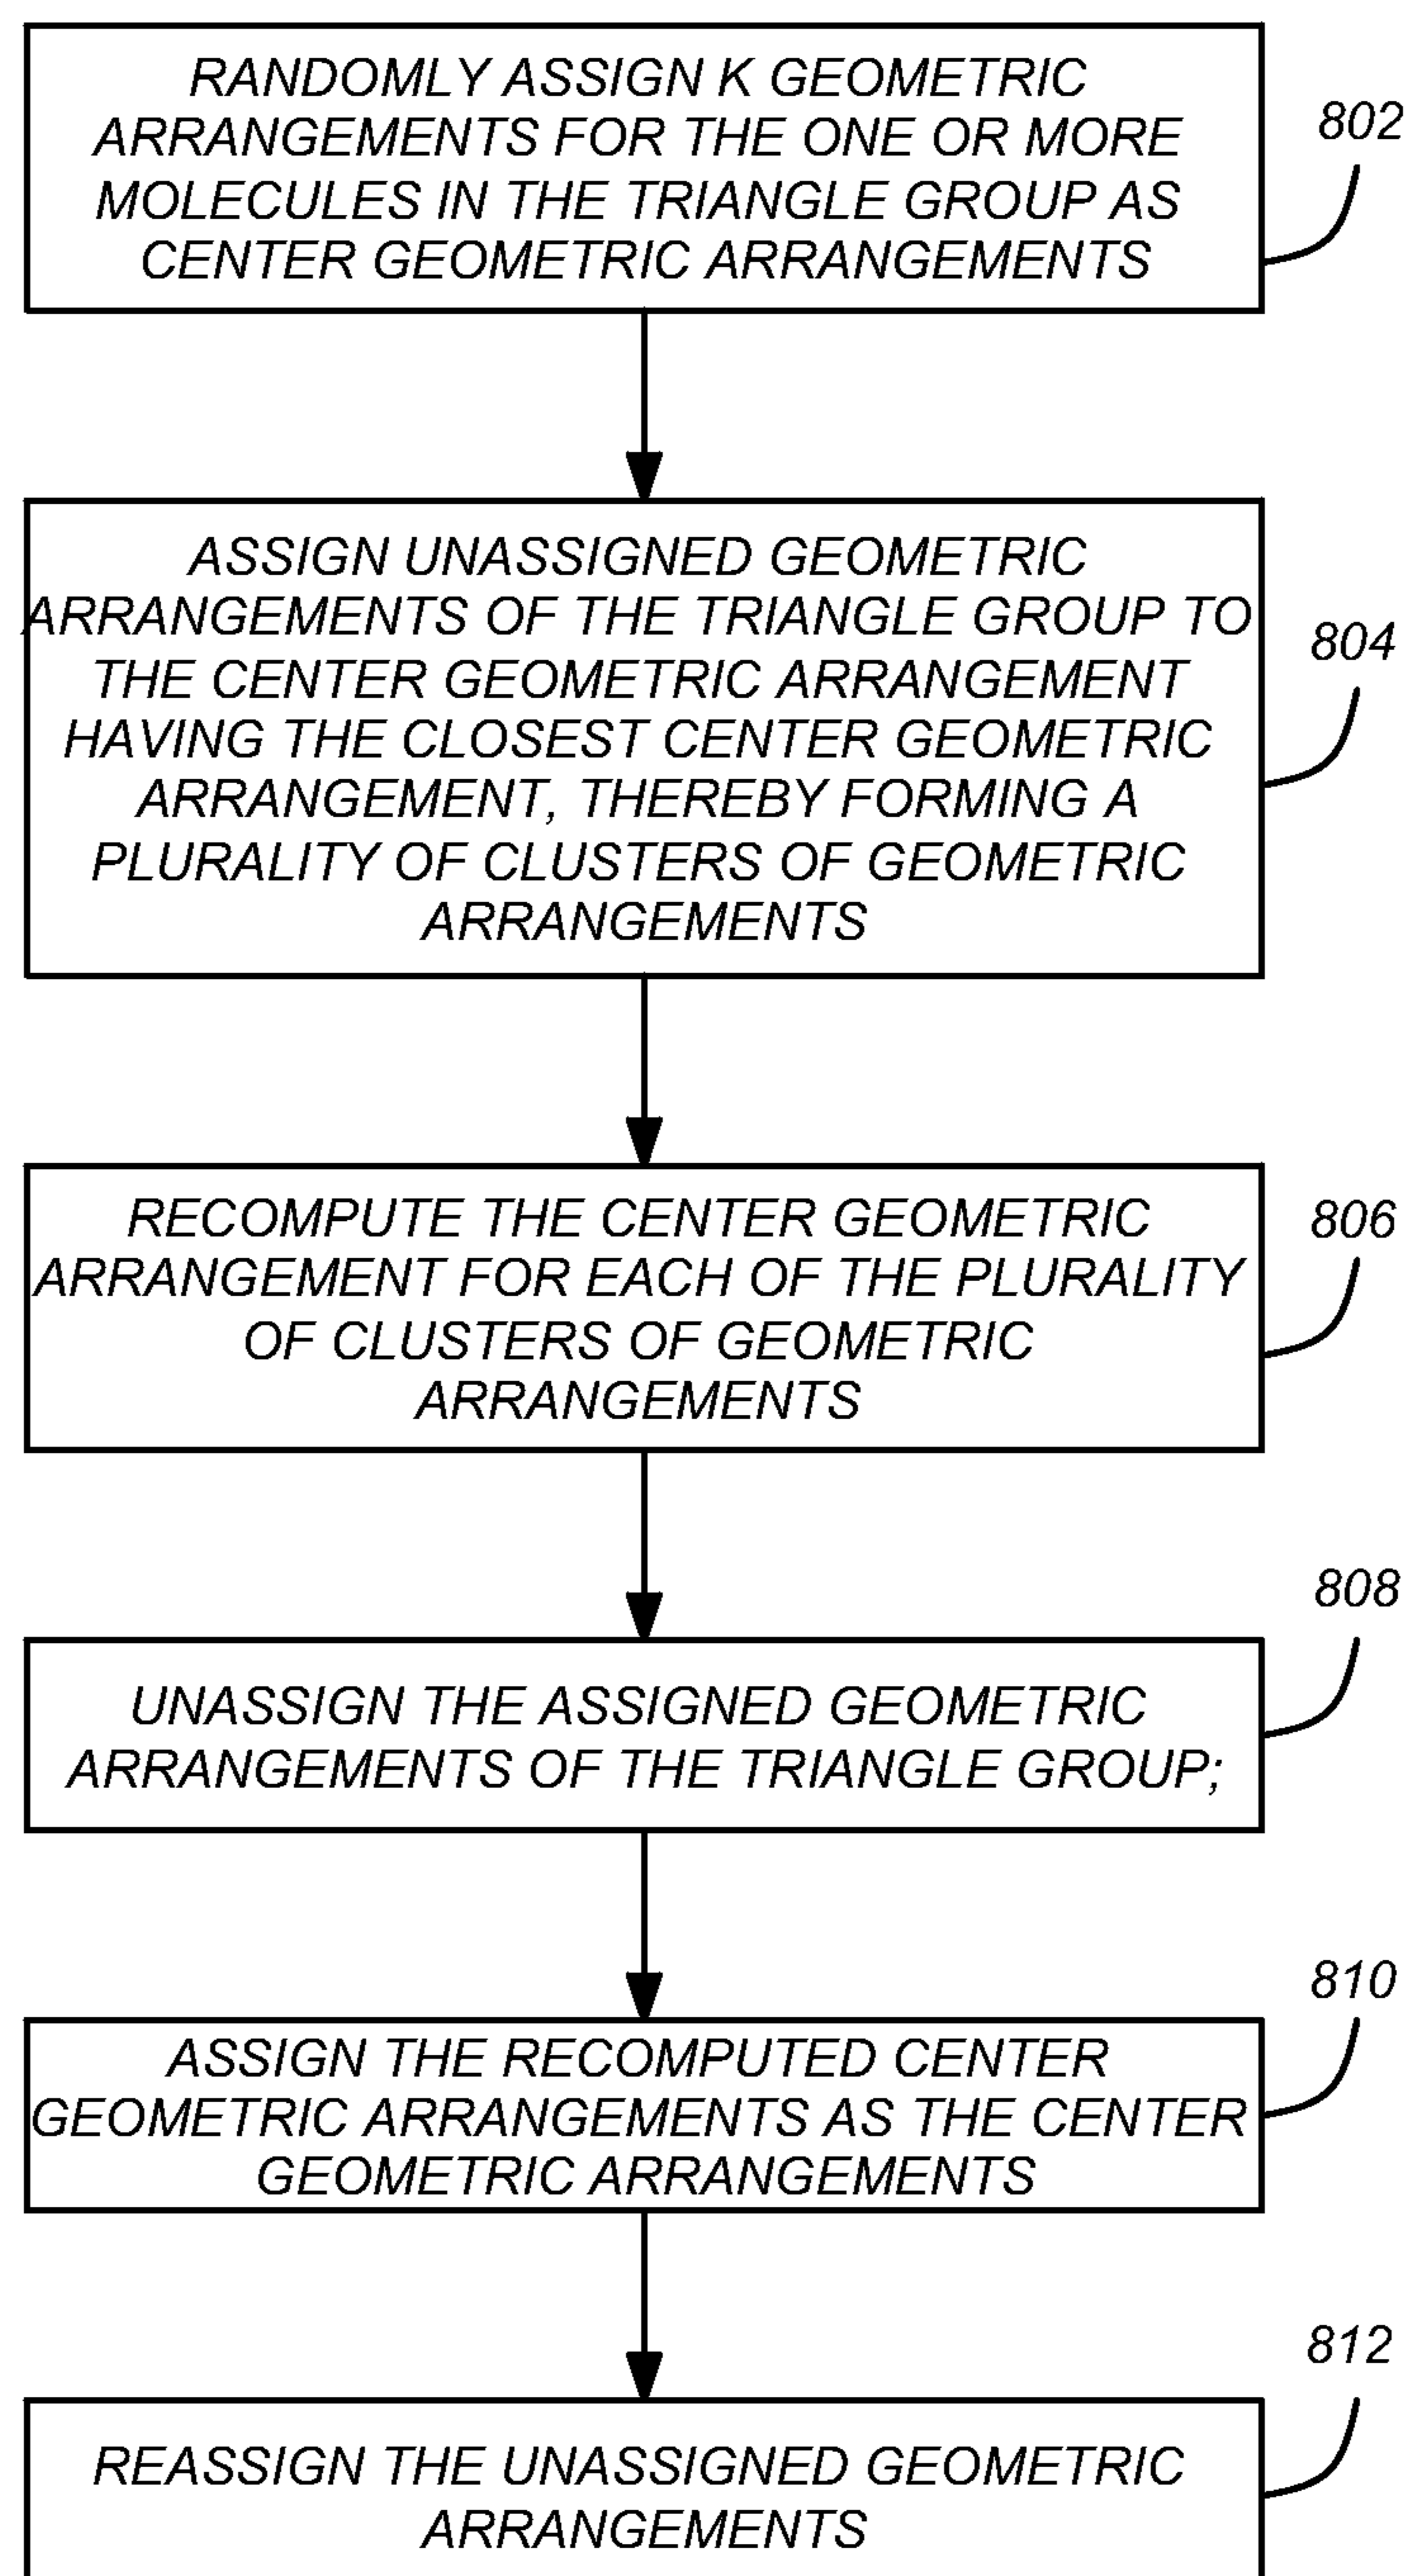 RANDOMLY ASSIGN K GEOMETRIC
ARRANGEMENTS FOR THE ONE OR MORE
MOLECULES IN THE TRIANGLE GROUP AS
CENTER GEOMETRIC ARRANGEMENTS
802
ASSIGN UNASSIGNED GEOMETRIC
ARRANGEMENTS OF THE TRIANGLE GROUP TO
THE CENTER GEOMETRIC ARRANGEMENT
HAVING THE CLOSEST CENTER GEOMETRIC
ARRANGEMENT, THEREBY FORMING A
PLURALITY OF CLUSTERS OF GEOMETRIC
ARRANGEMENTS
804
RECOMPUTE THE CENTER GEOMETRIC
ARRANGEMENT FOR EACH OF THE PLURALITY
OF CLUSTERS OF GEOMETRIC
ARRANGEMENTS
806
UNASSIGN THE ASSIGNED GEOMETRIC
ARRANGEMENTS OF THE TRIANGLE GROUP;
808
ASSIGN THE RECOMPUTED CENTER
GEOMETRIC ARRANGEMENTS AS THE CENTER
GEOMETRIC ARRANGEMENTS
810
REASSIGN THE UNASSIGNED GEOMETRIC
ARRANGEMENTS
812